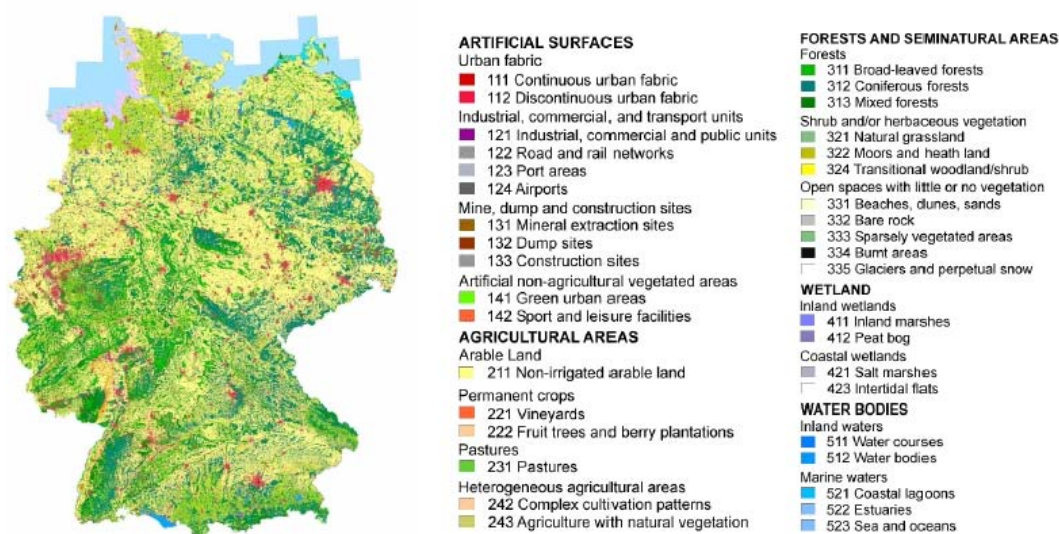 ARTIFICIAL SURFACES
Urban fabric
111 Continuous urban fabric
112 Discontinuous urban fabric
Industrial, commercial, and transport units
121 Industrial, commercial and public units
122 Road and rail networks
123 Port areas
124 Airports
Mine, dump and construction sites
131 Mineral extraction sites
132 Dump sites
133 Construction sites
Artificial non-agricultural vegetated areas
141 Green urban areas
142 Sport and leisure facilities
AGRICULTURAL AREAS
Arable Land
211 Non-irrigated arable land
Permanent crops
221 Vineyards
222 Fruit trees and berry plantations
Pastures
231 Pastures
Heterogeneous agricultural areas
242 Complex cultivation patterns
243 Agriculture with natural vegetation
FORESTS AND SEMINATURAL AREAS
Forests
311 Broad-leaved forests
312 Coniferous forests
313 Mixed forests
Shrub and/or herbaceous vegetation
321 Natural grassland
322 Moors and heath land
324 Transitional woodland/shrub
Open spaces with little or no vegetation
331 Beaches, dunes, sands
332 Bare rock
333 Sparsely vegetated areas
334 Burnt areas
335 Glaciers and perpetual snow
WETLAND
Inland wetlands
411 Inland marshes
412 Peat bog
Coastal wetlands
421 Salt marshes
423 Intertidal flats
WATER BODIES
Inland waters
511 Water courses
512 Water bodies
Marine waters
521 Coastal lagoons
522 Estuaries
523 Sea and oceans